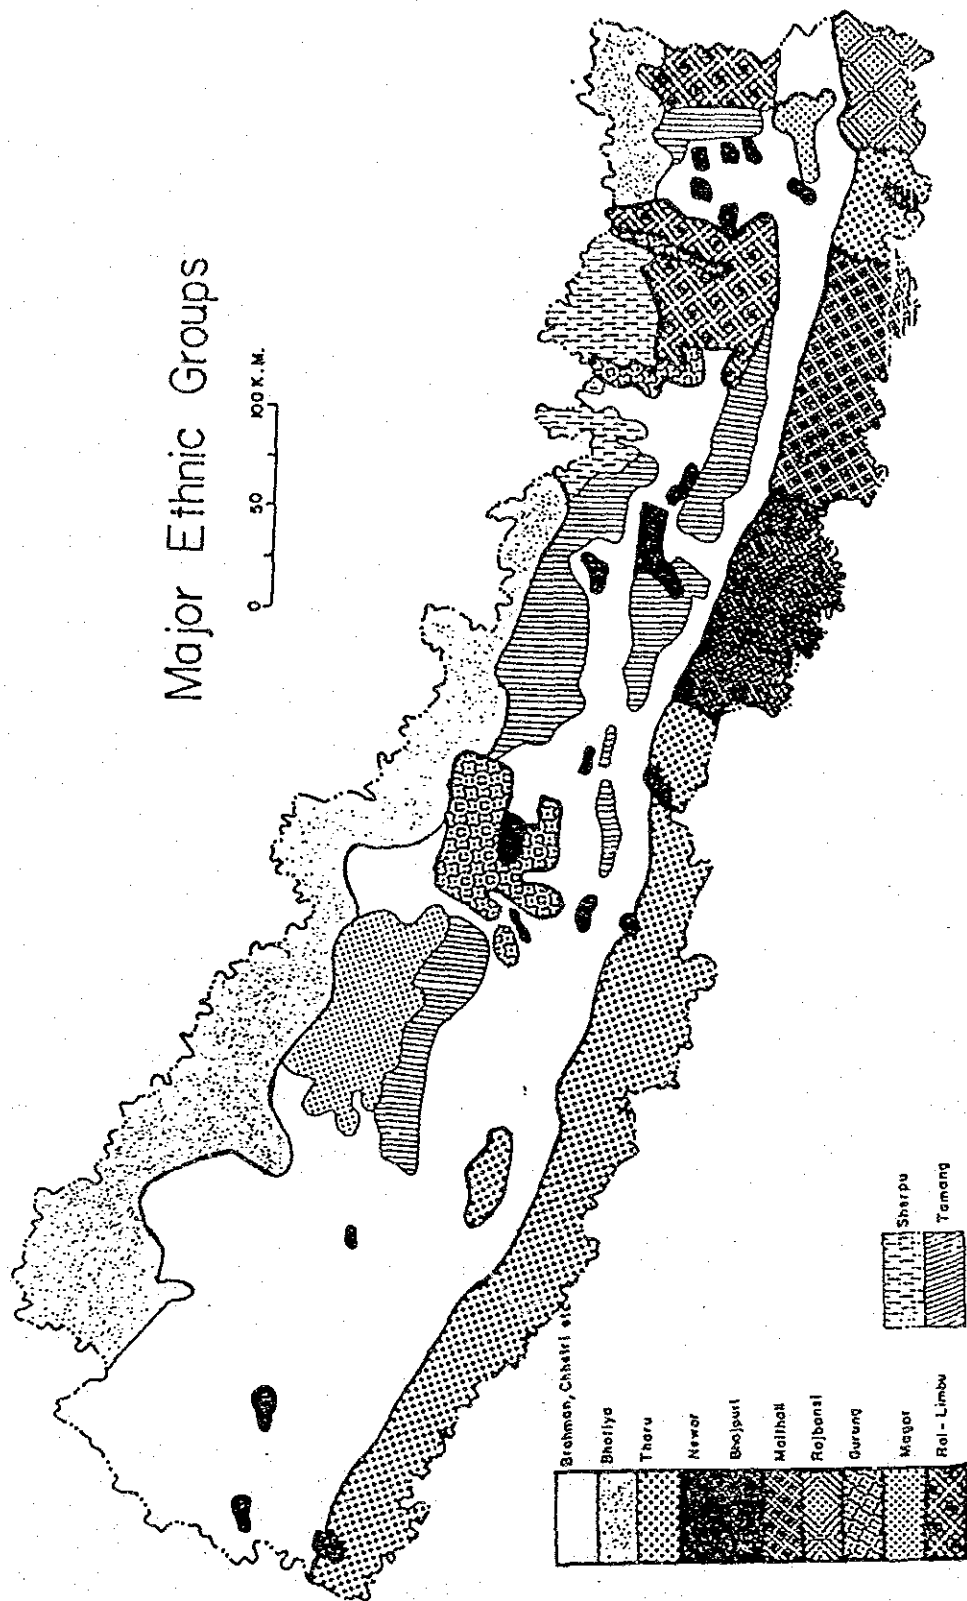 Major Ethnic Groups
0 50 100 K.M.
Brahman, Chhetri etc
Bhotiya
Tharu
Newar
Bhojpuri
Maithali
Rajbansi
Gurung
Magar
Rai - Limbu
Sherpa
Tamang